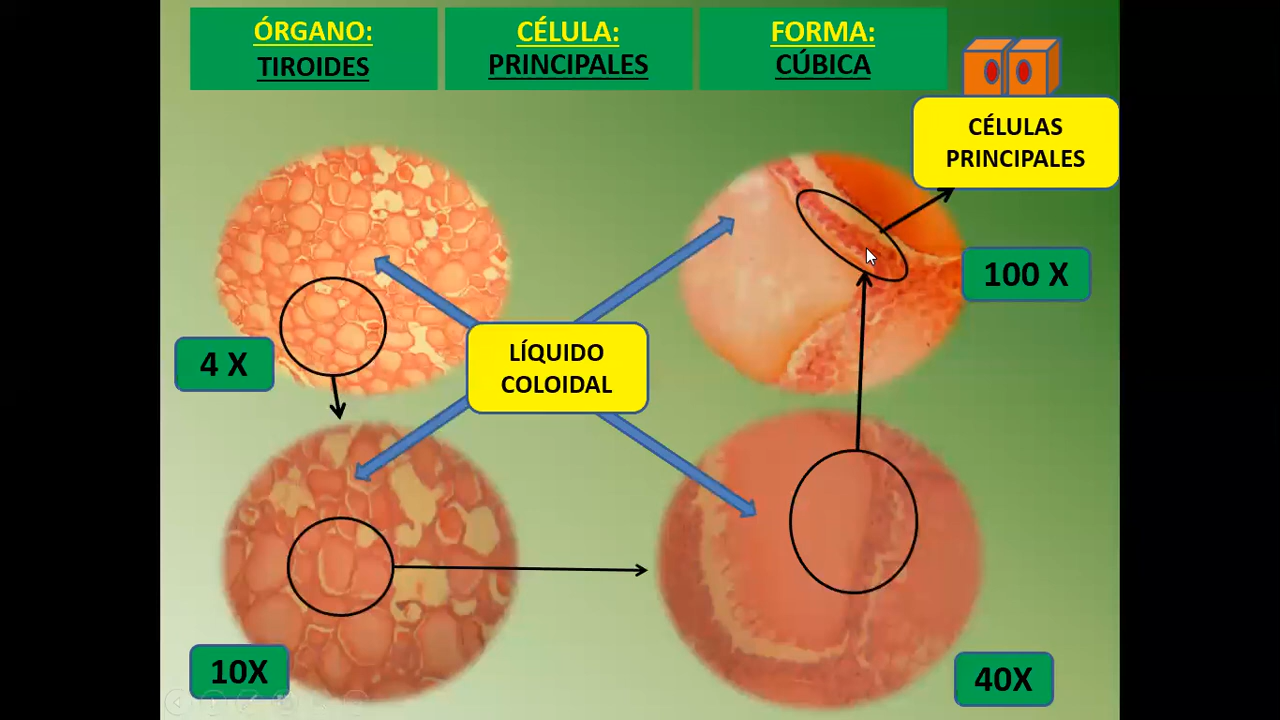 ÓRGANO:
TIROIDES
CÉLULA:
PRINCIPALES
FORMA:
CÚBICA
CÉLULAS
PRINCIPALES
100 X
4 X
LÍQUIDO
COLOIDAL
10X
40X